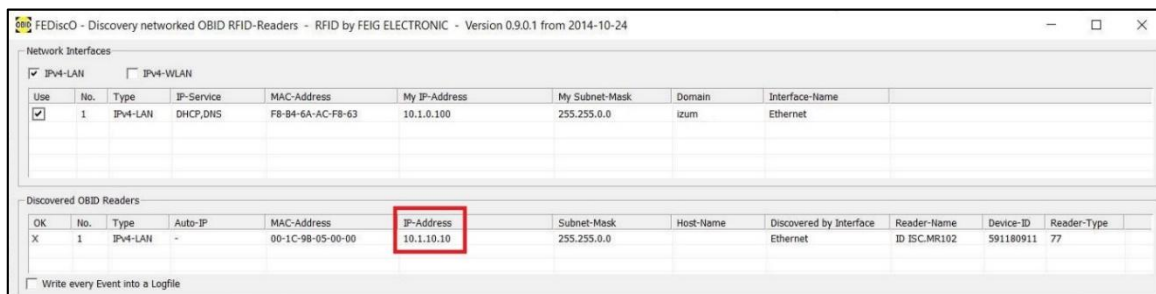 OBID FEDiscO - Discovery networked OBID RFID-Readers - RFID by FEIG ELECTRONIC - Version 0.9.0.1 from 2014-10-24
Network Interfaces
IPv4-LAN IPv4-WLAN
Use No. Type IP-Service MAC-Address My IP-Address My Subnet-Mask Domain Interface-Name
1 IPv4-LAN DHCP,DNS F8-B4-6A-AC-F8-63 10.1.0.100 255.255.0.0 izum Ethernet
Discovered OBID Readers
OK No. Type Auto-IP MAC-Address IP-Address Subnet-Mask Host-Name Discovered by Interface Reader-Name Device-ID Reader-Type
X 1 IPv4-LAN - 00-1C-9B-05-00-00 10.1.10.10 255.255.0.0 Ethernet ID ISC.MR102 591180911 77
Write every Event into a Logfile